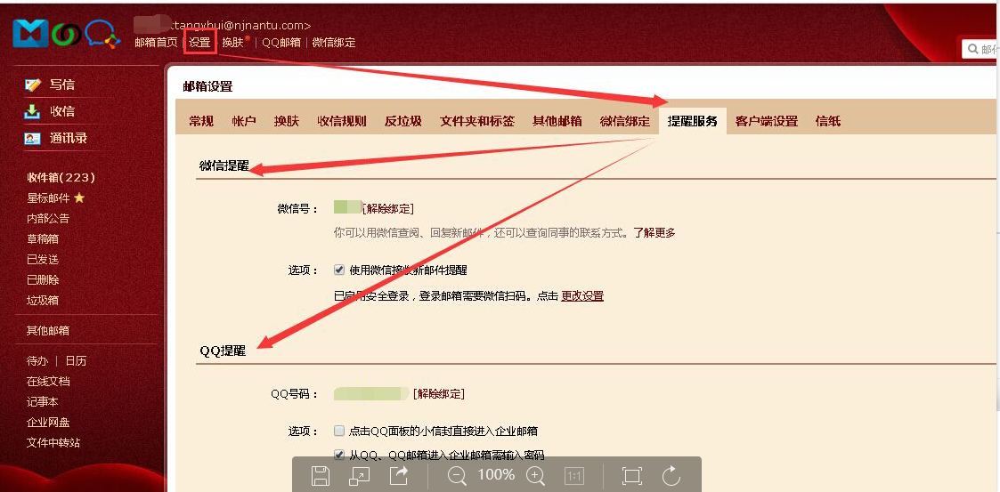 tangyhui@njnantu.com>
邮箱首页 | 设置 | 换肤 | QQ邮箱 | 微信绑定
写信
收信
通讯录
收件箱(223)
星标邮件
内部公告
草稿箱
已发送
已删除
垃圾箱
其他邮箱
待办 | 日历
在线文档
记事本
企业网盘
文件中转站
邮箱设置
常规 帐户 换肤 收信规则 反垃圾 文件夹和标签 其他邮箱 微信绑定 提醒服务 客户端设置 信纸
微信提醒
微信号： [解除绑定]
你可以用微信查阅、回复新邮件，还可以查询同事的联系方式。了解更多
选项： 使用微信接收新邮件提醒
已启用安全登录，登录邮箱需要微信扫码。点击 更改设置
QQ提醒
QQ号码： [解除绑定]
选项： 点击QQ面板的小信封直接进入企业邮箱
从QQ、QQ邮箱进入企业邮箱需输入密码
100% 1:1